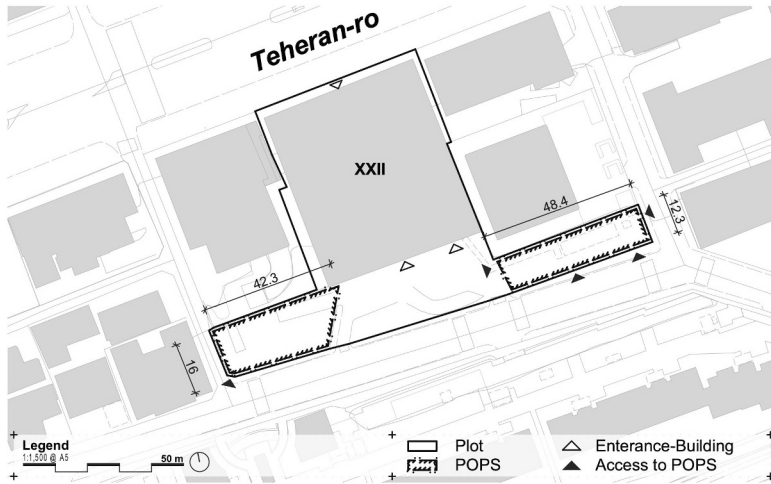 Teheran-ro
XXII
48.4
12.3
42.3
16
Legend
1:1,500 @ A5
50 m
Plot
POPS
Enterance-Building
Access to POPS